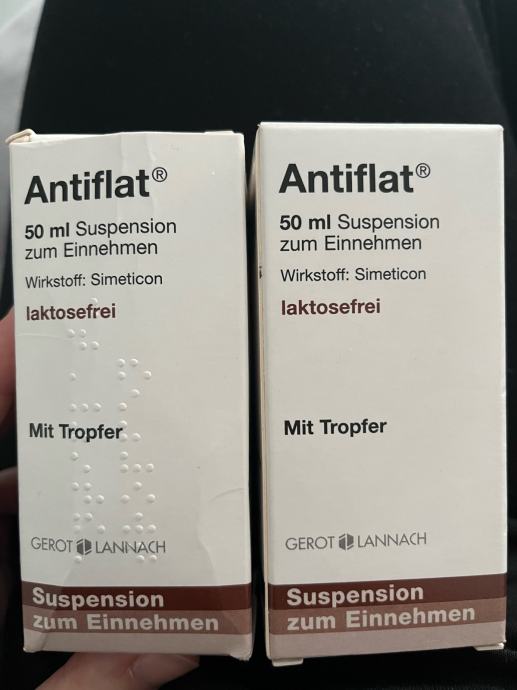 Antiflat®
50 ml Suspension
zum Einnehmen
Wirkstoff: Simeticon
laktosefrei
Mit Tropfer
GEROT LANNACH
Suspension
zum Einnehmen
Antiflat®
50 ml Suspension
zum Einnehmen
Wirkstoff: Simeticon
laktosefrei
Mit Tropfer
GEROT LANNACH
Suspension
zum Einnehmen